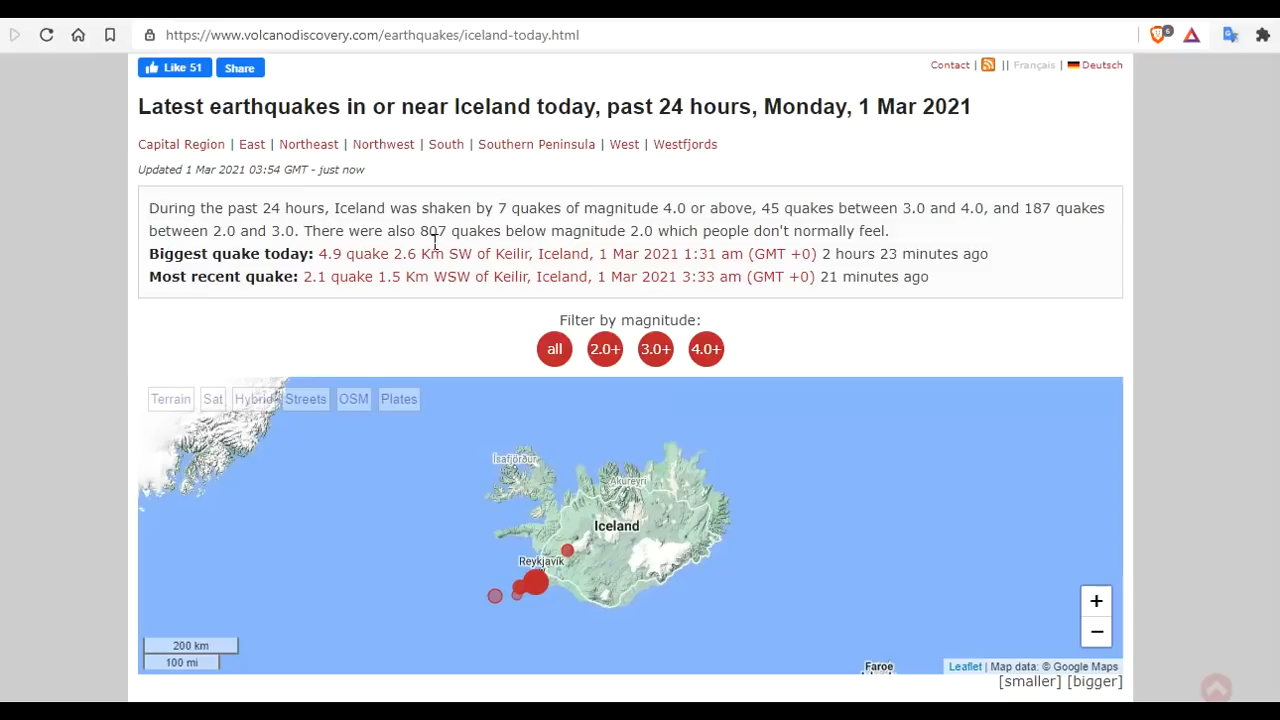 https://www.volcanodiscovery.com/earthquakes/iceland-today.html
6
Like 51 Share
Contact | || Français | Deutsch
Latest earthquakes in or near Iceland today, past 24 hours, Monday, 1 Mar 2021
Capital Region | East | Northeast | Northwest | South | Southern Peninsula | West | Westfjords
Updated 1 Mar 2021 03:54 GMT - just now
During the past 24 hours, Iceland was shaken by 7 quakes of magnitude 4.0 or above, 45 quakes between 3.0 and 4.0, and 187 quakes
between 2.0 and 3.0. There were also 807 quakes below magnitude 2.0 which people don't normally feel.
Biggest quake today: 4.9 quake 2.6 Km SW of Keilir, Iceland, 1 Mar 2021 1:31 am (GMT +0) 2 hours 23 minutes ago
Most recent quake: 2.1 quake 1.5 Km WSW of Keilir, Iceland, 1 Mar 2021 3:33 am (GMT +0) 21 minutes ago
Filter by magnitude:
all 2.0+ 3.0+ 4.0+
Terrain Sat Hybrid Streets OSM Plates
Ísafjörður
Akureyri
Iceland
Reykjavík
+
−
200 km
100 mi
Faroe
Leaflet | Map data: © Google Maps
[smaller] [bigger]